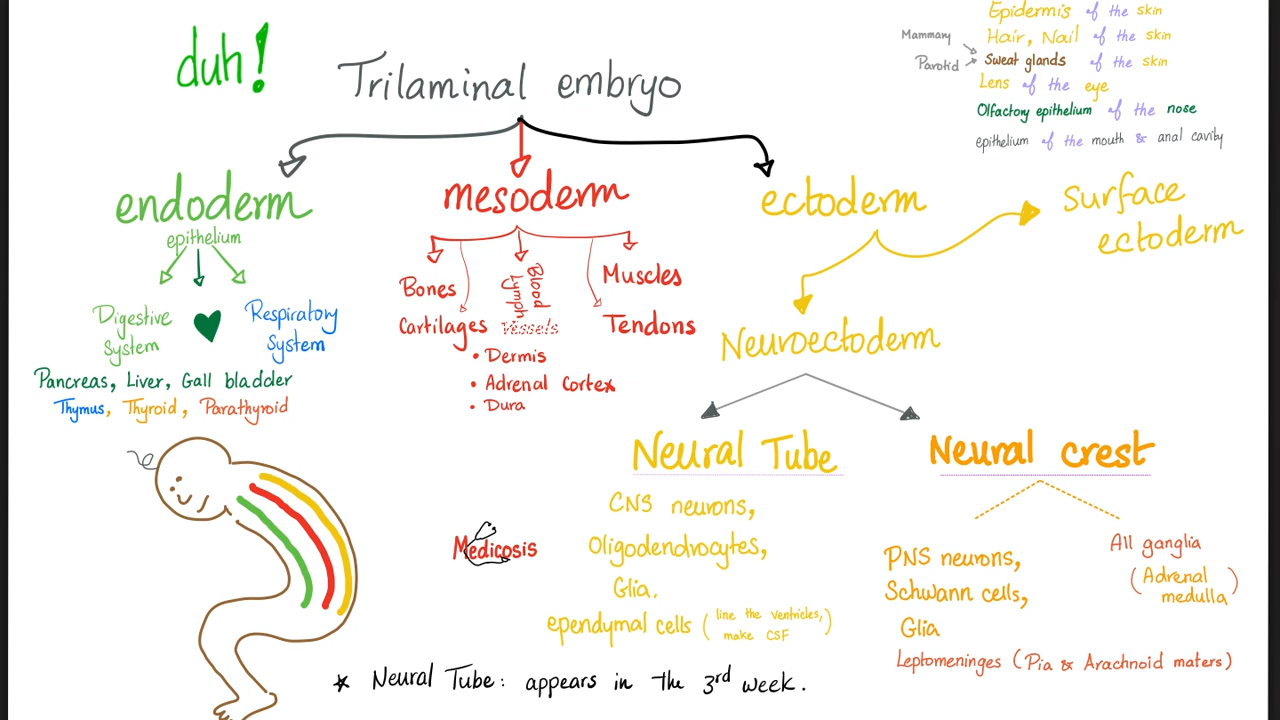 duh!
Trilaminal embryo
Epidermis of the skin
Hair, Nail of the skin
Mammary
Parotid
Sweat glands of the skin
Lens of the eye
Olfactory epithelium of the nose
epithelium of the mouth & anal cavity
endoderm
epithelium
Digestive System
Respiratory System
Pancreas, Liver, Gall bladder
Thymus, Thyroid, Parathyroid
mesoderm
Bones
Cartilages
Blood
Lymph
Vessels
Muscles
Tendons
• Dermis
• Adrenal Cortex
• Dura
ectoderm
surface
ectoderm
Neuroectoderm
Neural Tube
CNS neurons,
Oligodendrocytes,
Glia.
ependymal cells (line the ventricles, make CSF)
Neural crest
PNS neurons,
Schwann cells,
Glia
Leptomeninges (Pia & Arachnoid maters)
All ganglia
(Adrenal medulla)
Medicosis
* Neural Tube: appears in the 3rd week.